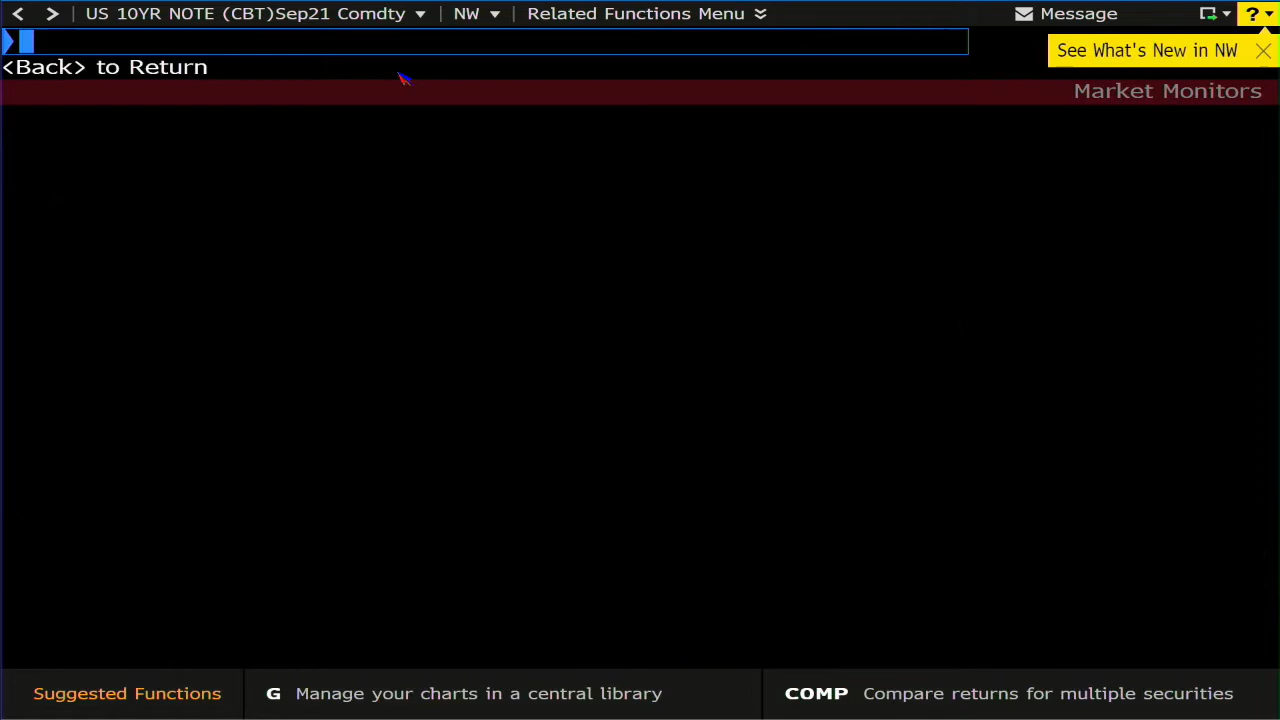 US 10YR NOTE (CBT)Sep21 Comdty NW Related Functions Menu Message ?
See What's New in NW
<Back> to Return
Market Monitors
Suggested Functions G Manage your charts in a central library COMP Compare returns for multiple securities